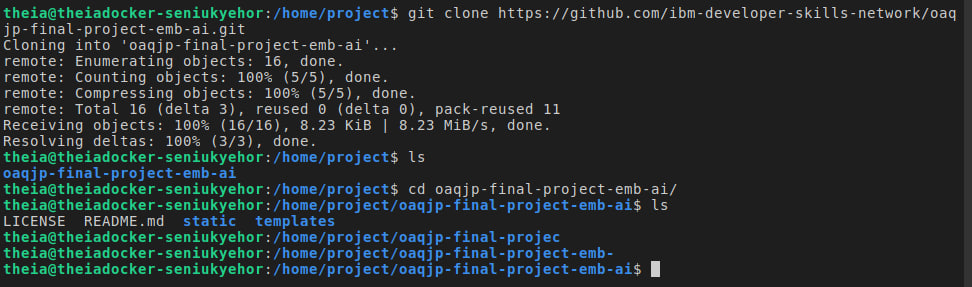 theia@theiadocker-seniukyehor:/home/project$ git clone https://github.com/ibm-developer-skills-network/oaq
jp-final-project-emb-ai.git
Cloning into 'oaqjp-final-project-emb-ai'...
remote: Enumerating objects: 16, done.
remote: Counting objects: 100% (5/5), done.
remote: Compressing objects: 100% (5/5), done.
remote: Total 16 (delta 3), reused 0 (delta 0), pack-reused 11
Receiving objects: 100% (16/16), 8.23 KiB | 8.23 MiB/s, done.
Resolving deltas: 100% (3/3), done.
theia@theiadocker-seniukyehor:/home/project$ ls
oaqjp-final-project-emb-ai
theia@theiadocker-seniukyehor:/home/project$ cd oaqjp-final-project-emb-ai/
theia@theiadocker-seniukyehor:/home/project/oaqjp-final-project-emb-ai$ ls
LICENSE  README.md  static  templates
theia@theiadocker-seniukyehor:/home/project/oaqjp-final-projec
theia@theiadocker-seniukyehor:/home/project/oaqjp-final-project-emb-
theia@theiadocker-seniukyehor:/home/project/oaqjp-final-project-emb-ai$